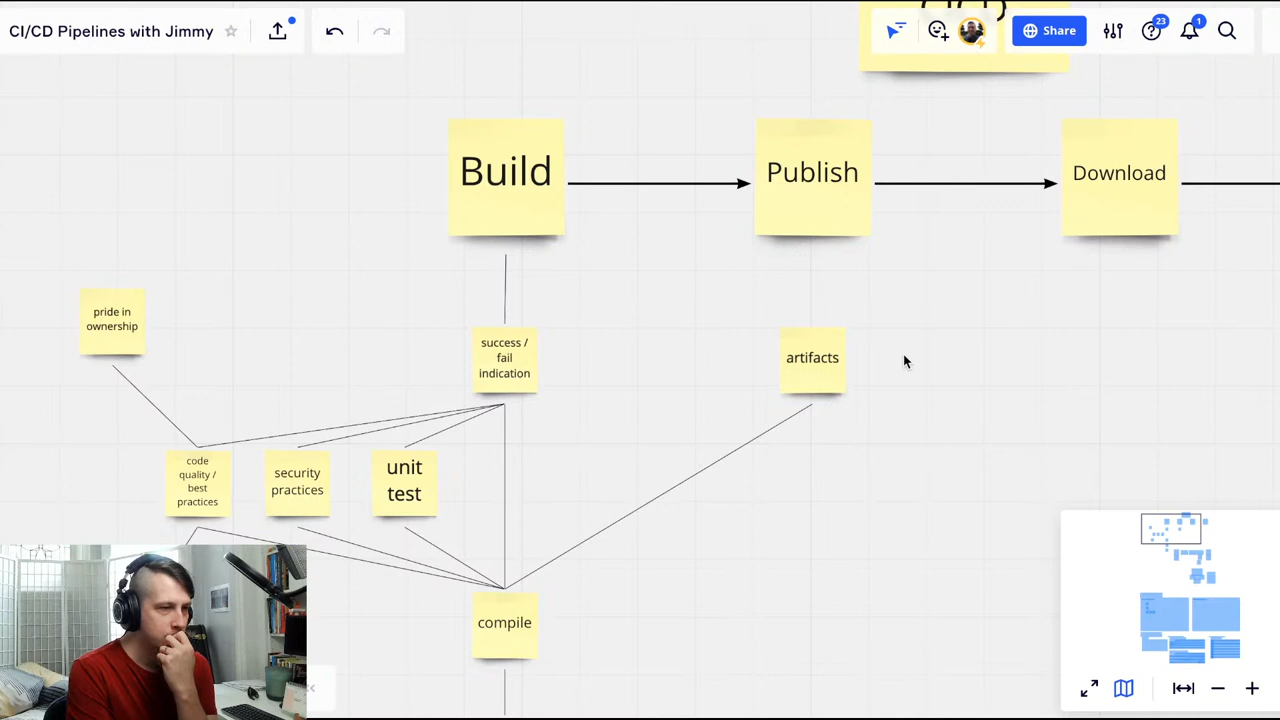 CI/CD Pipelines with Jimmy
Share
23
1
Build
Publish
Download
pride in
ownership
success /
fail
indication
artifacts
code
quality /
best
practices
security
practices
unit
test
compile